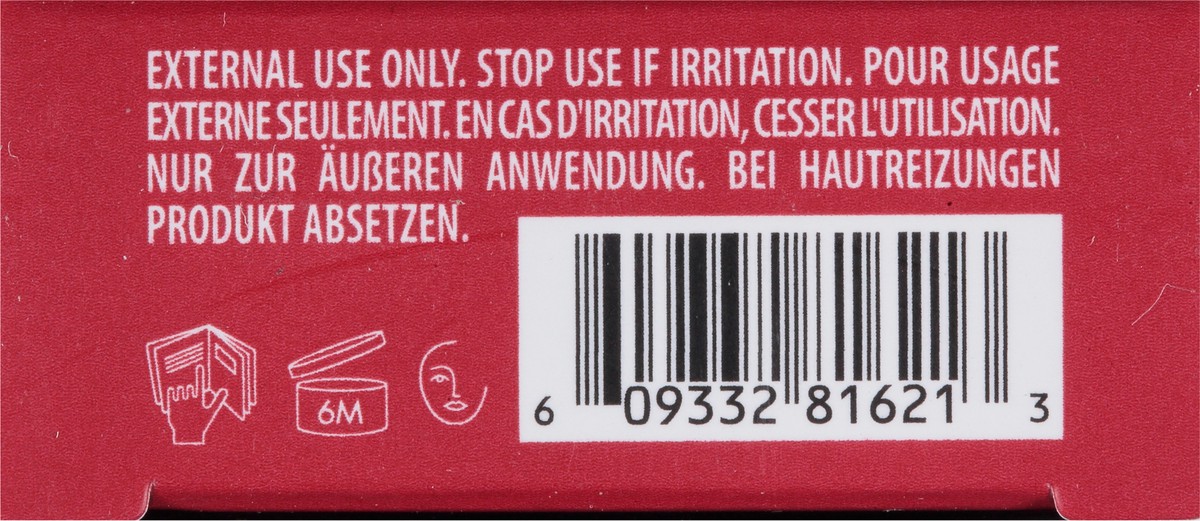 EXTERNAL USE ONLY. STOP USE IF IRRITATION. POUR USAGE
EXTERNE SEULEMENT. EN CAS D'IRRITATION, CESSER L'UTILISATION.
NUR ZUR ÄUßEREN ANWENDUNG. BEI HAUTREIZUNGEN
PRODUKT ABSETZEN.
6M
6 09332 81621 3